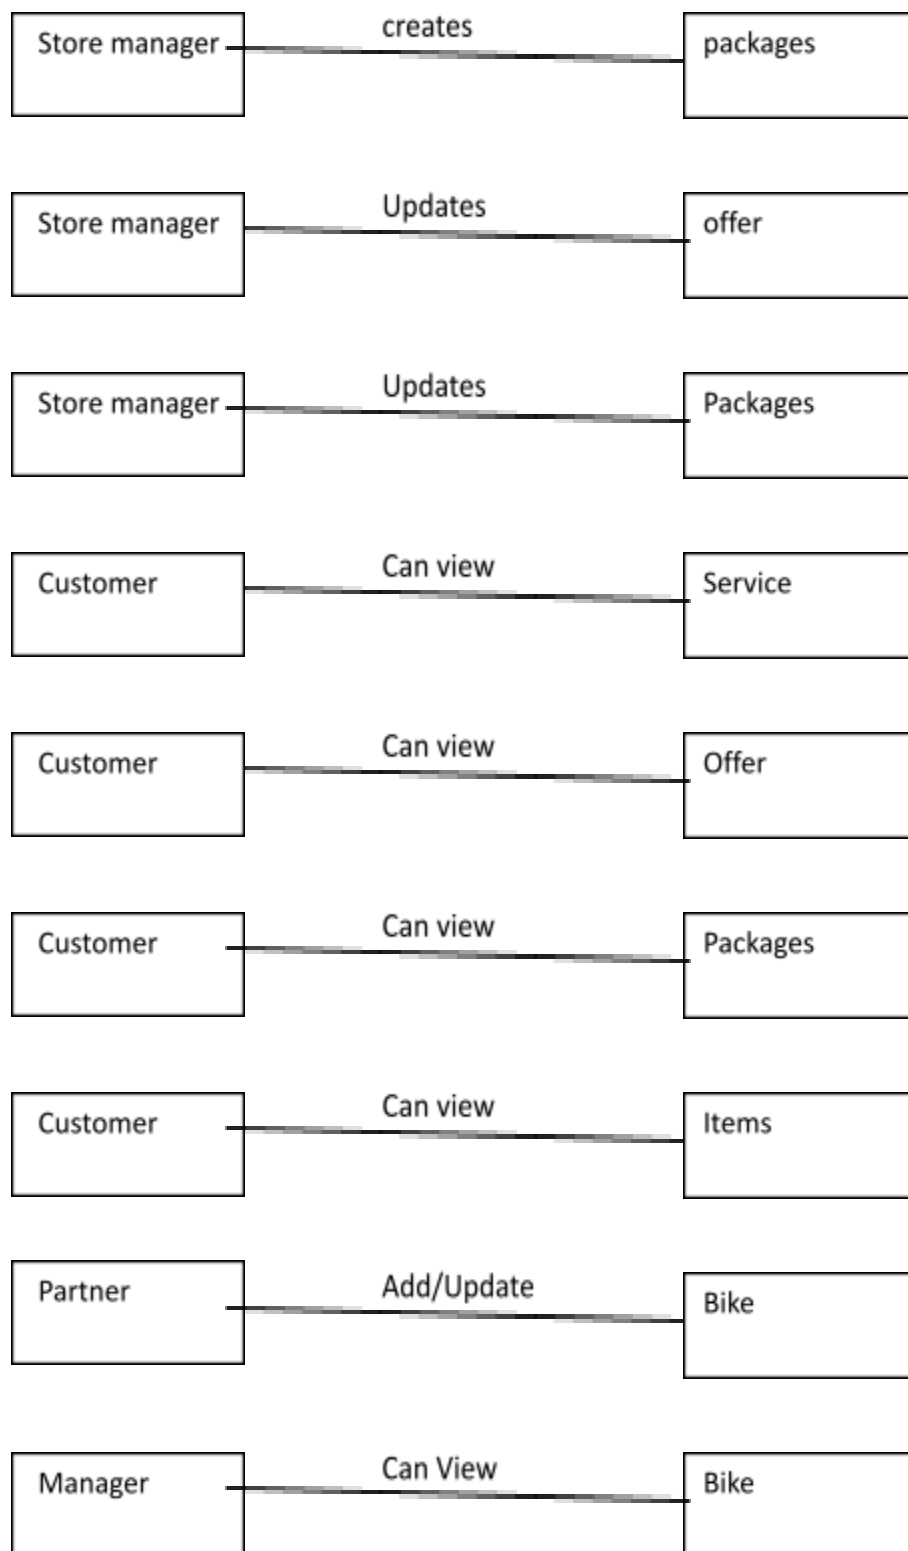 Store manager creates packages
Store manager Updates offer
Store manager Updates Packages
Customer Can view Service
Customer Can view Offer
Customer Can view Packages
Customer Can view Items
Partner Add/Update Bike
Manager Can View Bike